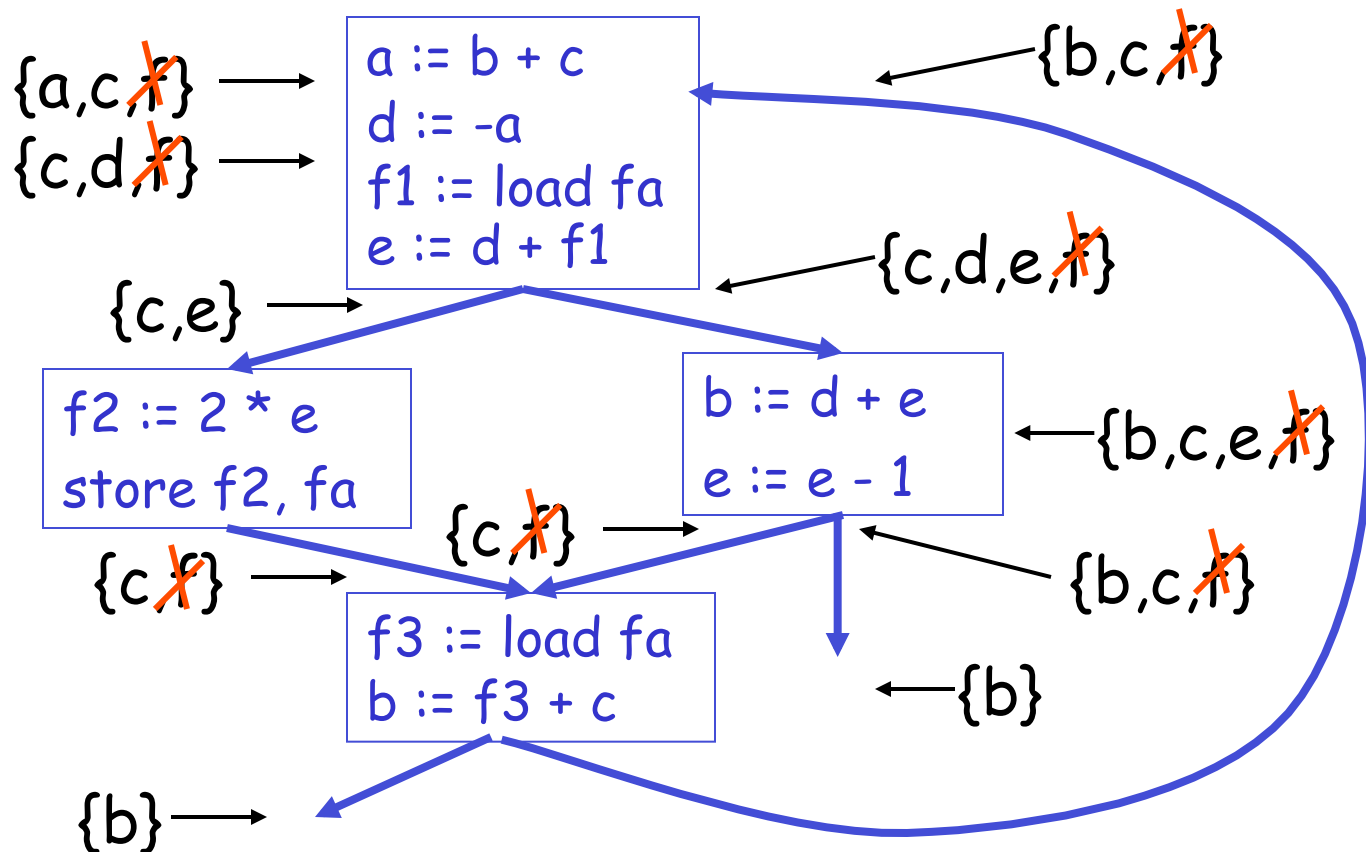 {a,c,f}
{c,d,f}
a := b + c
d := -a
f1 := load fa
e := d + f1
{b,c,f}
{c,d,e,f}
{c,e}
f2 := 2 * e
store f2, fa
b := d + e
e := e - 1
{b,c,e,f}
{c,f}
{c,f}
{b,c,f}
f3 := load fa
b := f3 + c
{b}
{b}